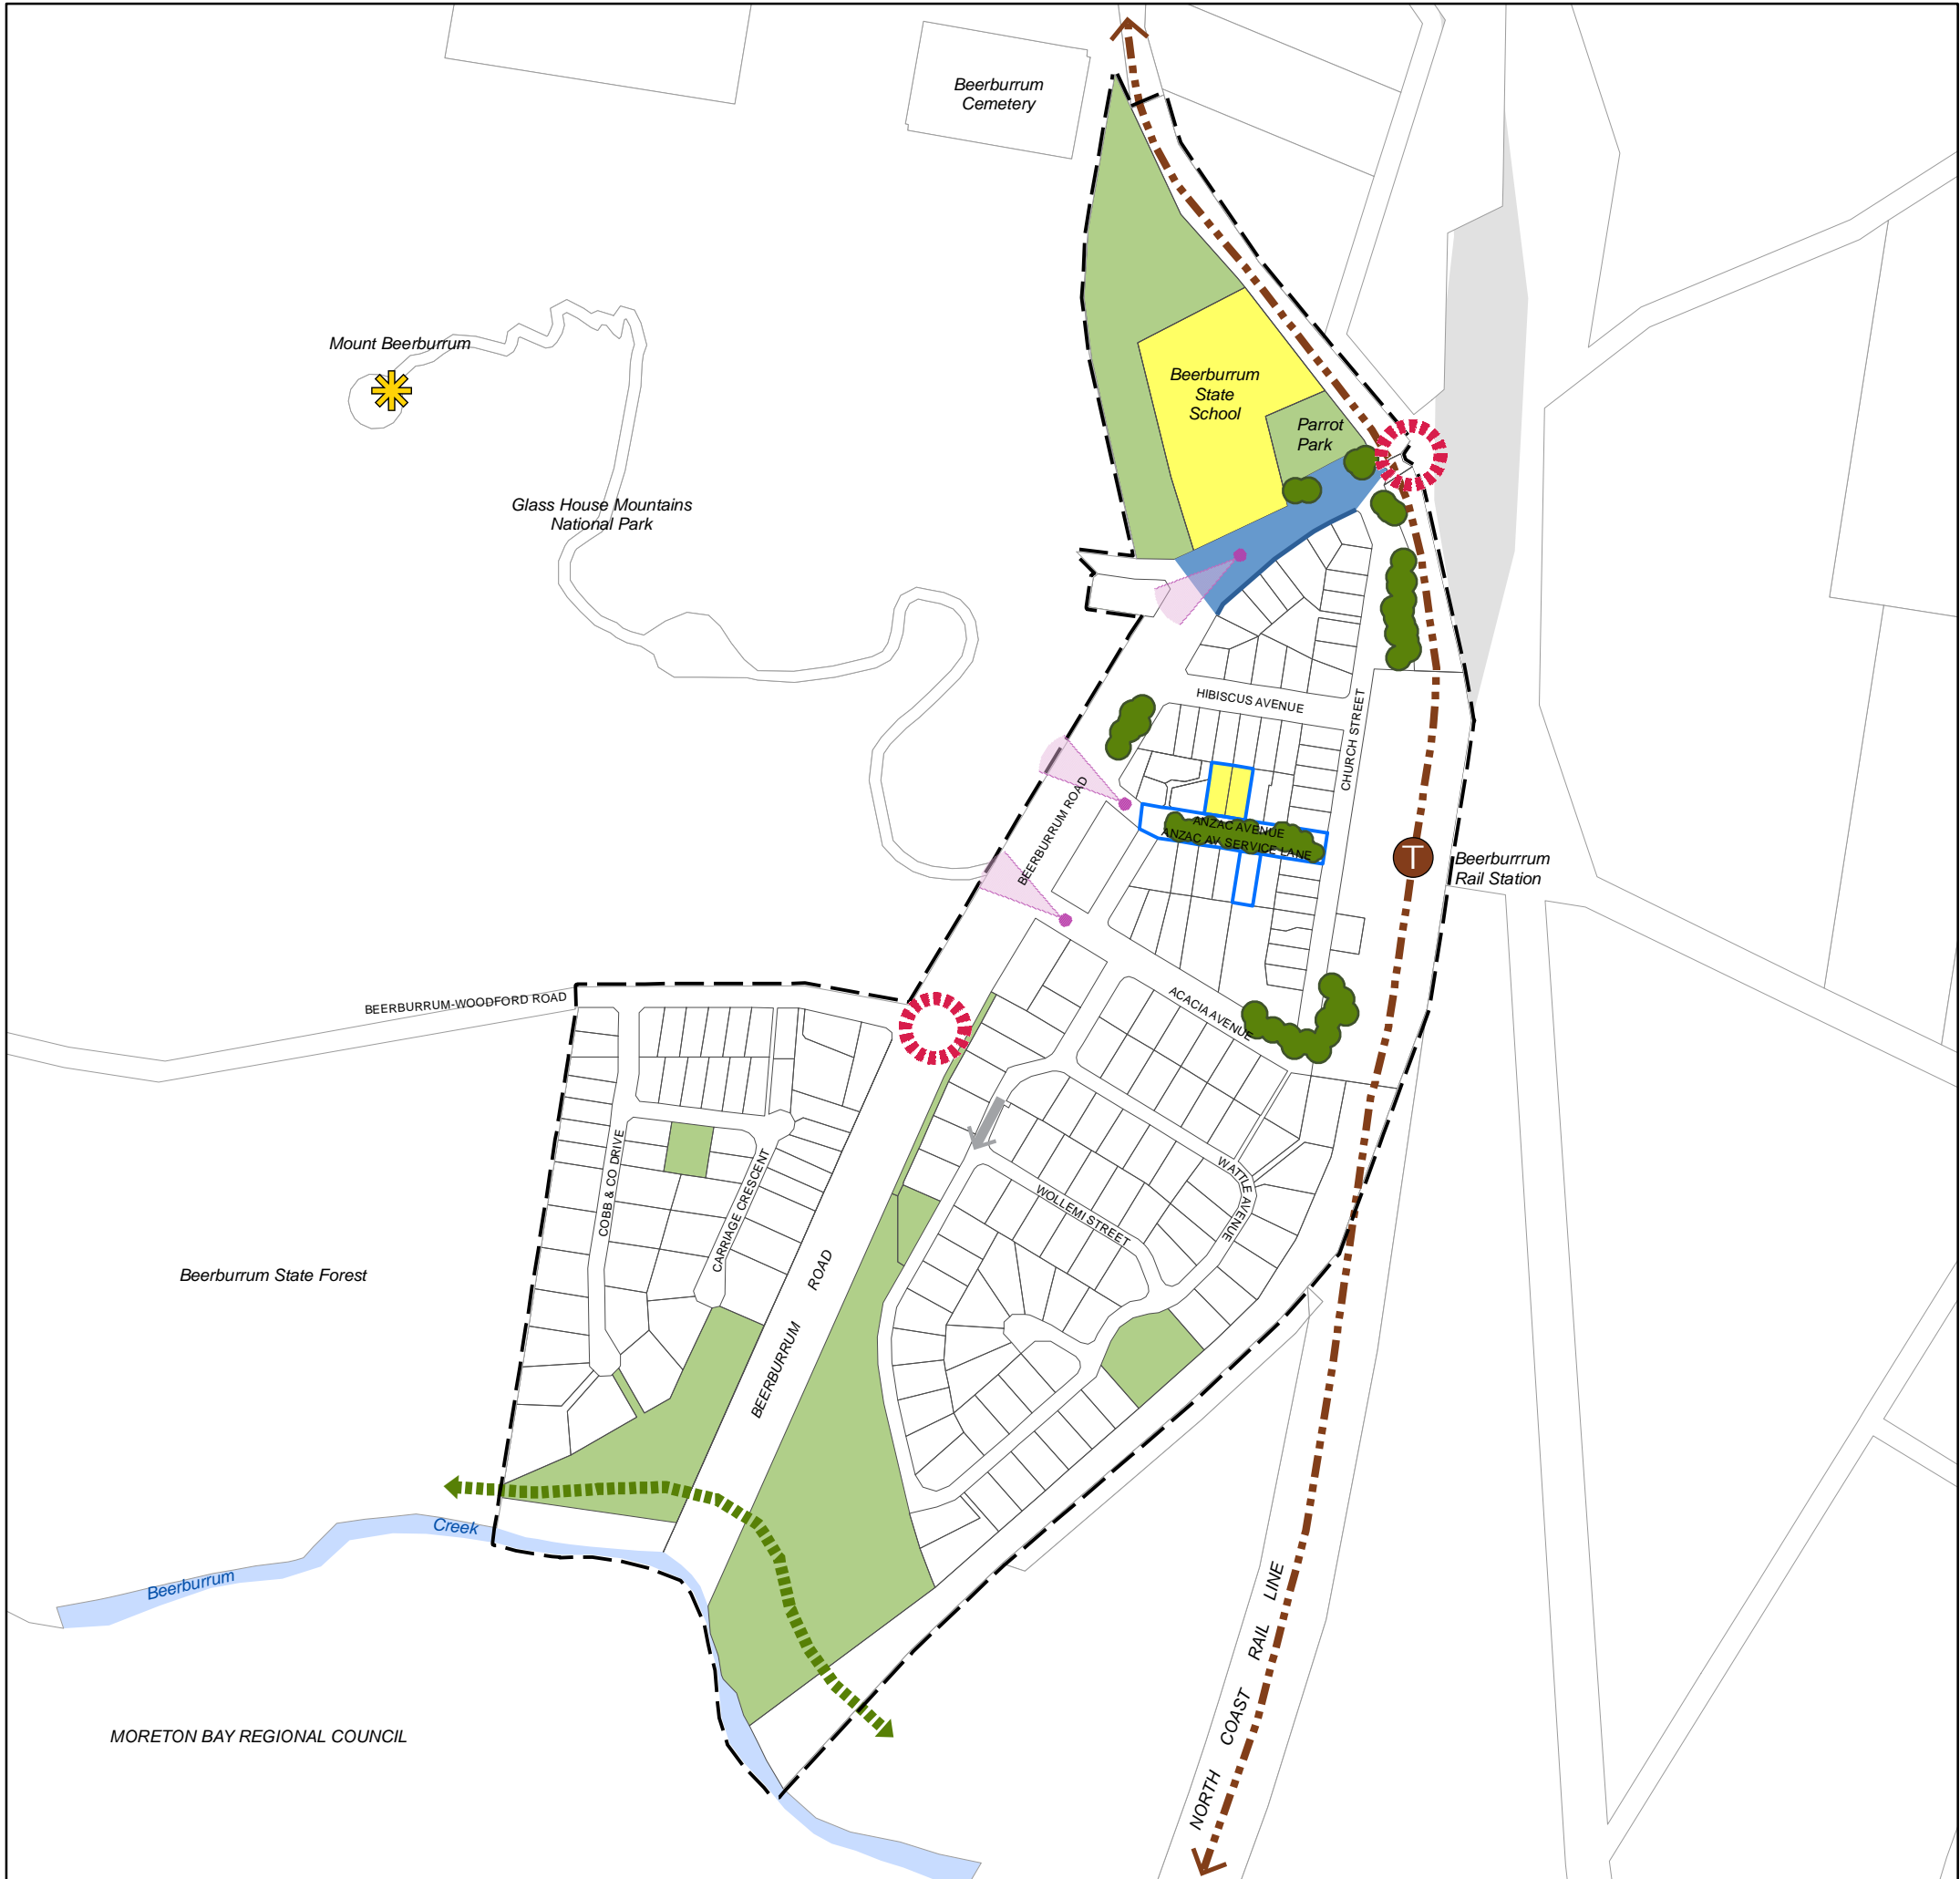 Beerburrum
Cemetery
Mount Beerburrum
Beerburrum
State
School
Parrot
Park
Glass House Mountains
National Park
HIBISCUS AVENUE
CHURCH STREET
BEERBURRUM ROAD
ANZAC AVENUE
ANZAC AV SERVICE LANE
T
Beerburrrum
Rail Station
BEERBURRUM-WOODFORD ROAD
ACACIA AVENUE
COBB & CO DRIVE
CARRIAGE CRESCENT
WATTLE AVENUE
WOLLEMI STREET
Beerburrum State Forest
BEERBURRUM ROAD
Creek
Beerburrum
NORTH COAST RAIL LINE
MORETON BAY REGIONAL COUNCIL